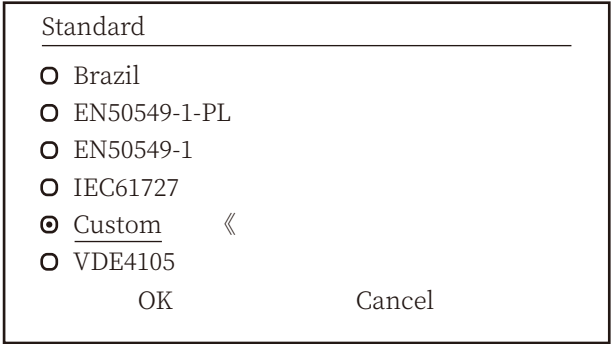 Standard
Brazil
EN50549-1-PL
EN50549-1
IEC61727
Custom 《
VDE4105
OK Cancel